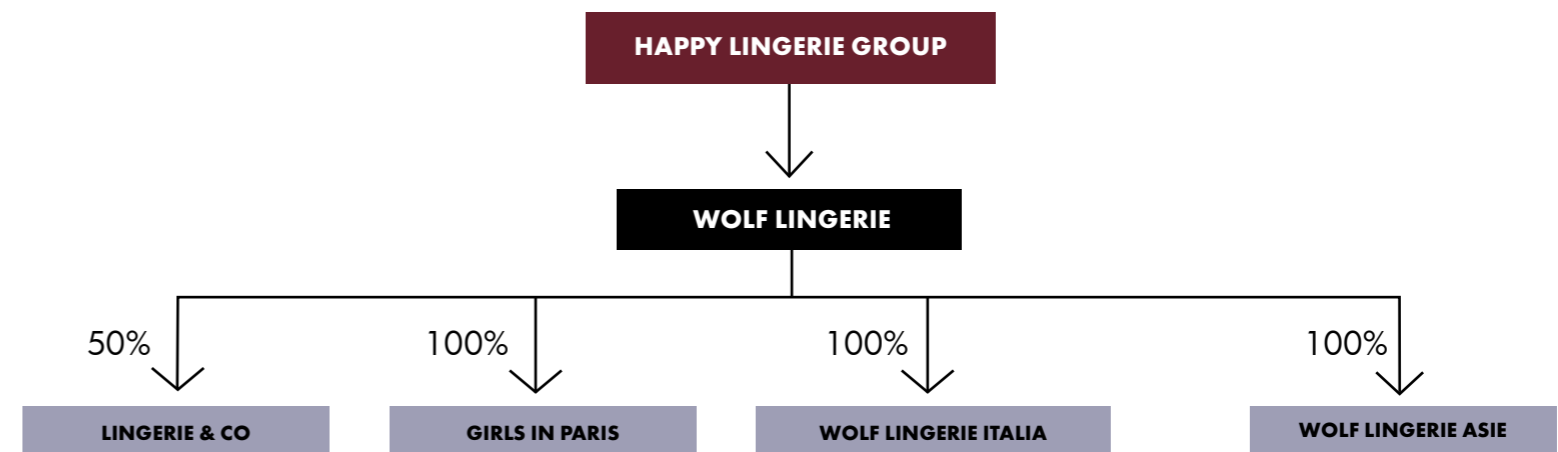 HAPPY LINGERIE GROUP
WOLF LINGERIE
50%
100%
100%
100%
LINGERIE & CO
GIRLS IN PARIS
WOLF LINGERIE ITALIA
WOLF LINGERIE ASIE